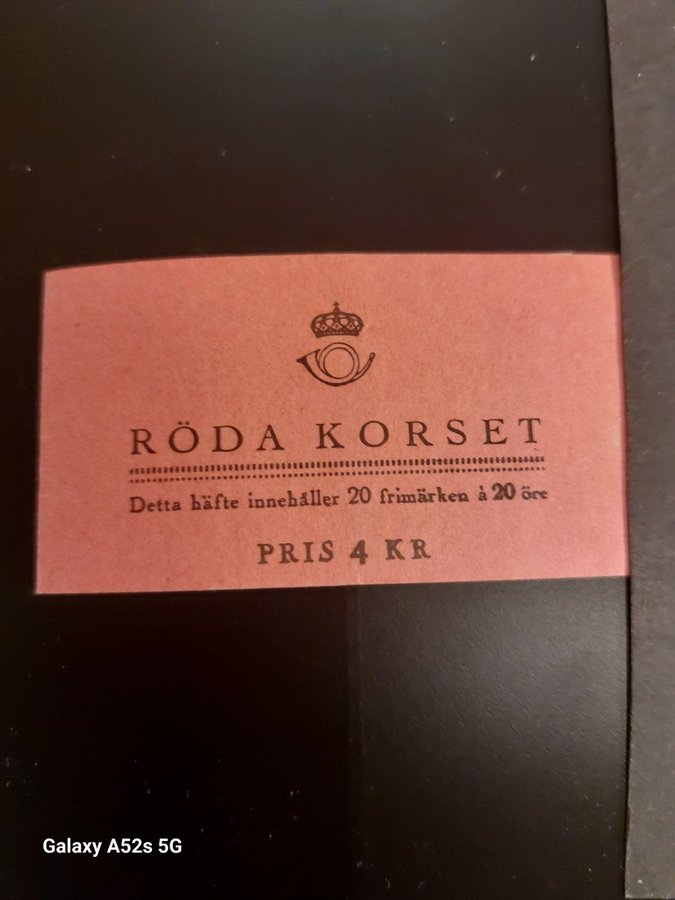 RÖDA KORSET
Detta häfte innehåller 20 frimärken à 20 öre
PRIS 4 KR
Galaxy A52s 5G